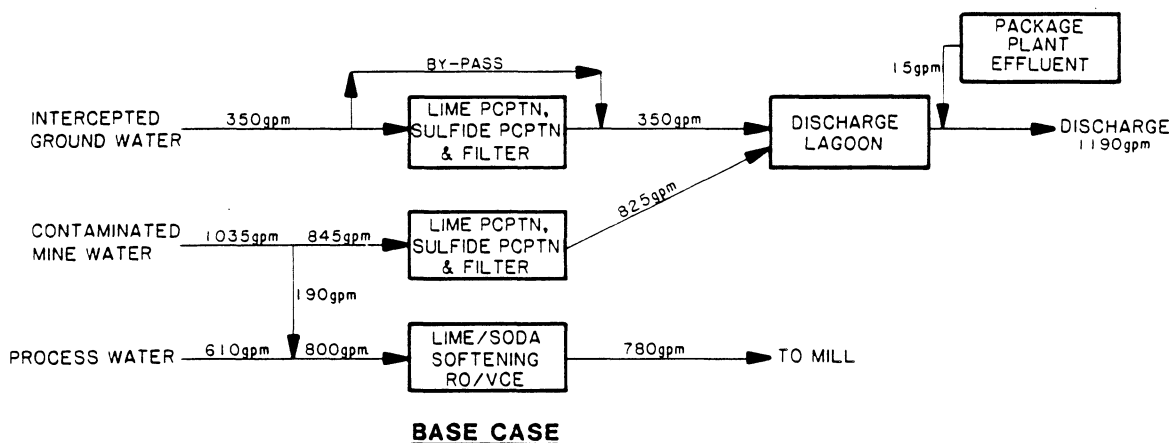 PACKAGE
PLANT
EFFLUENT
15gpm
BY-PASS
INTERCEPTED
GROUND WATER
350gpm
LIME PCPTN,
SULFIDE PCPTN
& FILTER
350gpm
DISCHARGE
LAGOON
DISCHARGE
1190gpm
825gpm
CONTAMINATED
MINE WATER
1035gpm
845gpm
LIME PCPTN,
SULFIDE PCPTN
& FILTER
190gpm
PROCESS WATER
610gpm
800gpm
LIME/SODA
SOFTENING
RO/VCE
780gpm
TO MILL
BASE CASE